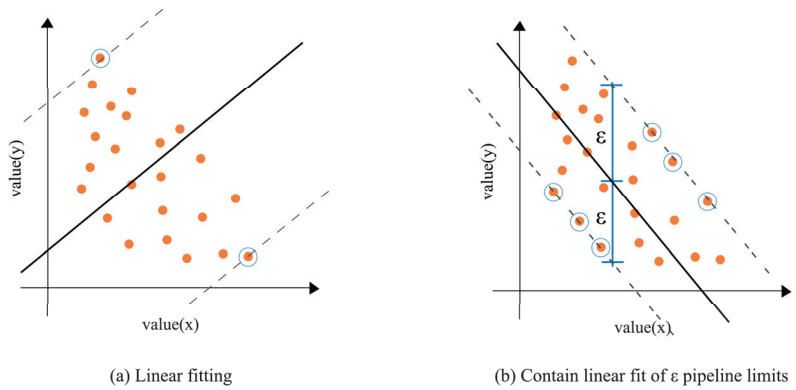 value(y)
value(x)
(a) Linear fitting
value(y)
ε
ε
value(x)
(b) Contain linear fit of ε pipeline limits